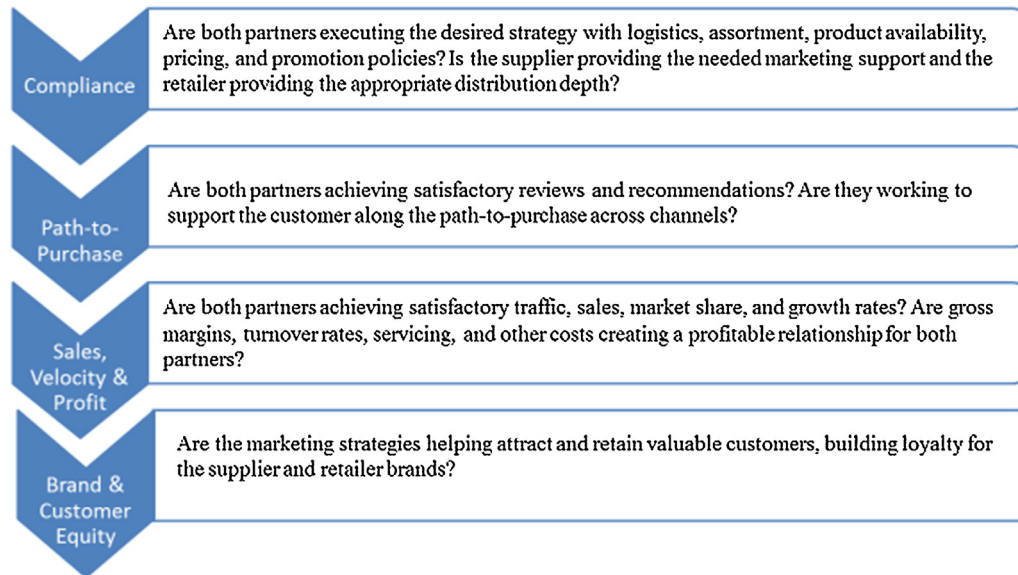 Compliance
Are both partners executing the desired strategy with logistics, assortment, product availability,
pricing, and promotion policies? Is the supplier providing the needed marketing support and the
retailer providing the appropriate distribution depth?
Path-to-
Purchase
Are both partners achieving satisfactory reviews and recommendations? Are they working to
support the customer along the path-to-purchase across channels?
Sales,
Velocity &
Profit
Are both partners achieving satisfactory traffic, sales, market share, and growth rates? Are gross
margins, turnover rates, servicing, and other costs creating a profitable relationship for both
partners?
Brand &
Customer
Equity
Are the marketing strategies helping attract and retain valuable customers, building loyalty for
the supplier and retailer brands?